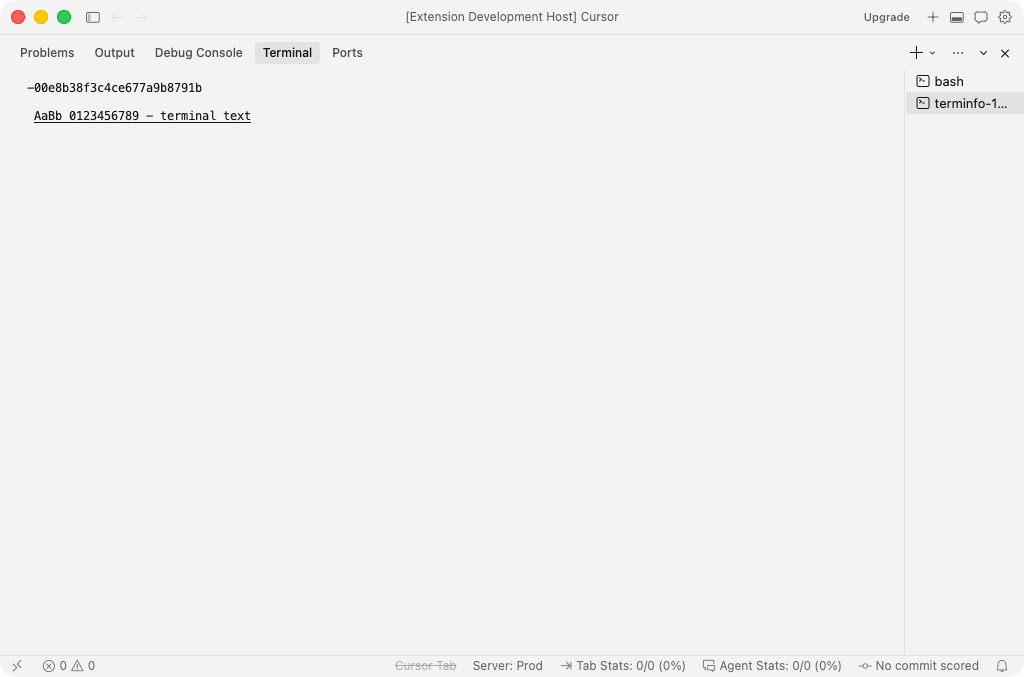 [Extension Development Host] Cursor
Upgrade
Problems Output Debug Console Terminal Ports
−00e8b38f3c4ce677a9b8791b
AaBb 0123456789 − terminal text
bash
terminfo-1...
0 0
Cursor Tab Server: Prod Tab Stats: 0/0 (0%) Agent Stats: 0/0 (0%) No commit scored